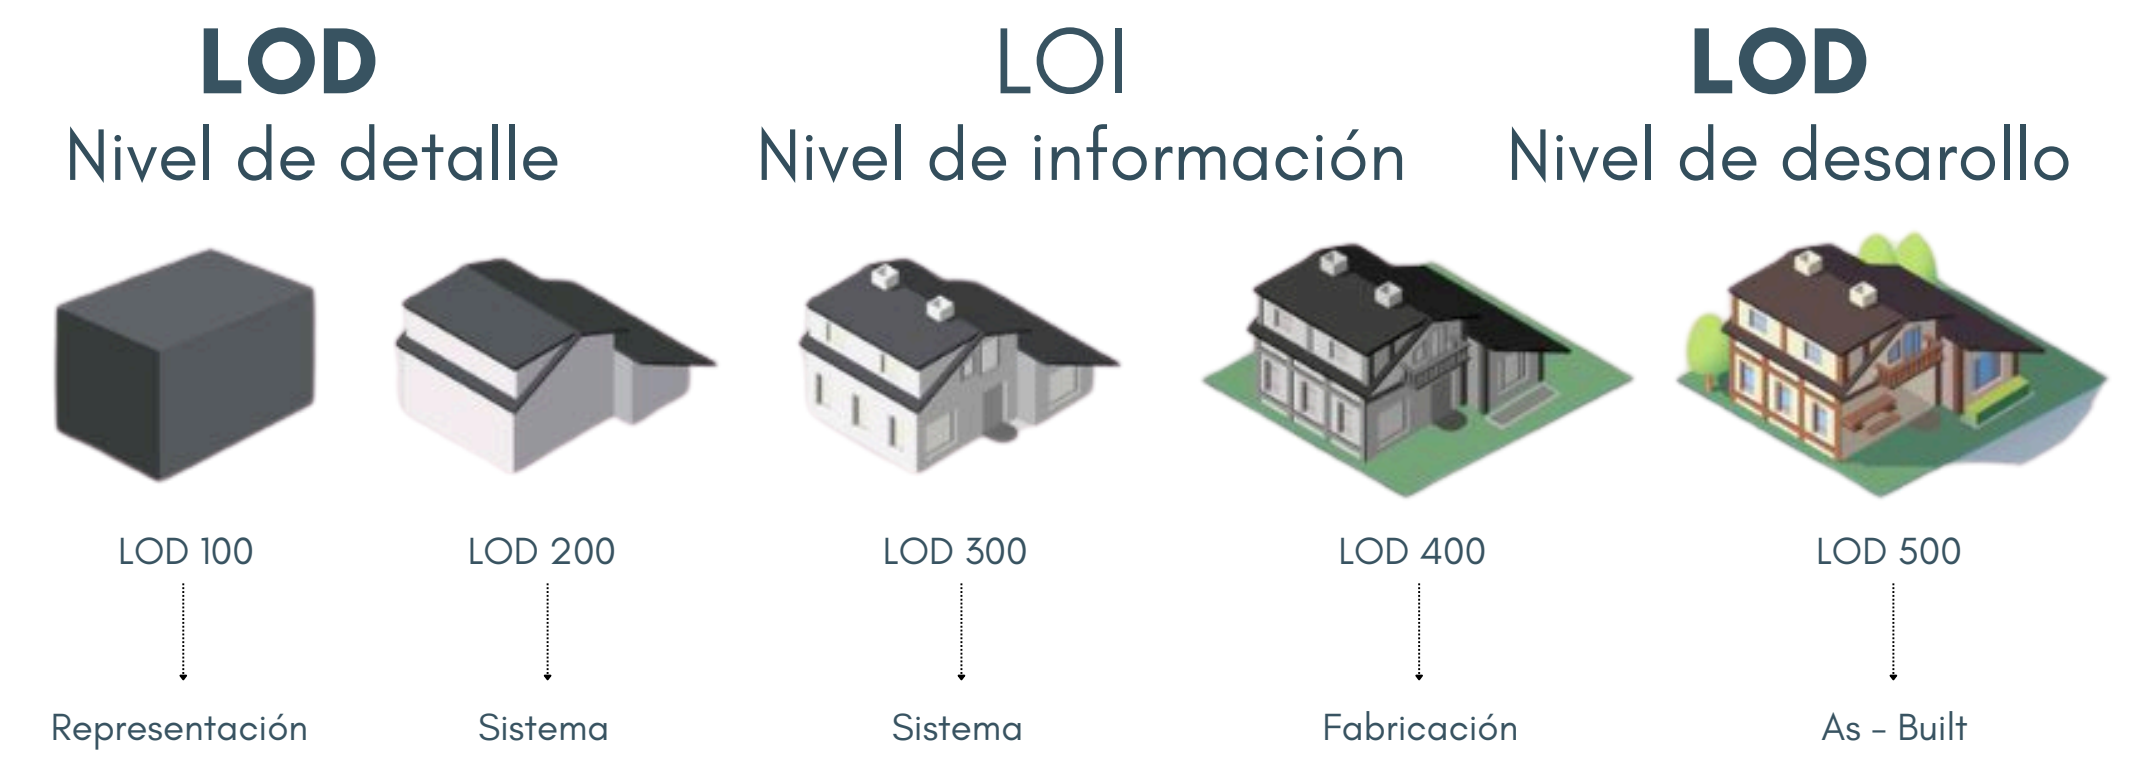 LOD
Nivel de detalle
LOI
Nivel de información
LOD
Nivel de desarollo
LOD 100
LOD 200
LOD 300
LOD 400
LOD 500
Representación
Sistema
Sistema
Fabricación
As - Built